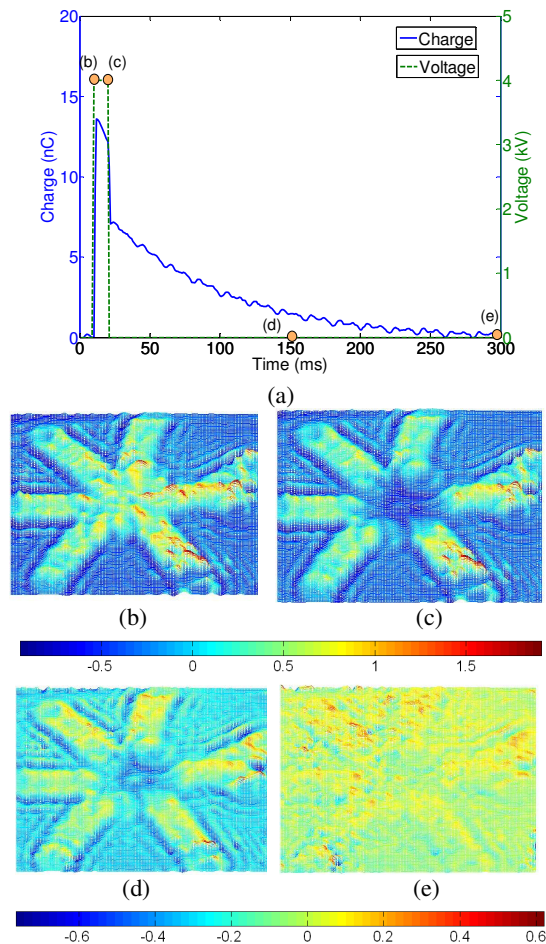 20
15
10
5
0
Charge (nC)
5
4
3
2
1
0
Voltage (kV)
Charge
Voltage
(b)
(c)
(d)
(e)
0
50
100
150
200
250
300
Time (ms)
(a)
(b)
(c)
-0.5 0 0.5 1 1.5
(d)
(e)
-0.6 -0.4 -0.2 0 0.2 0.4 0.6